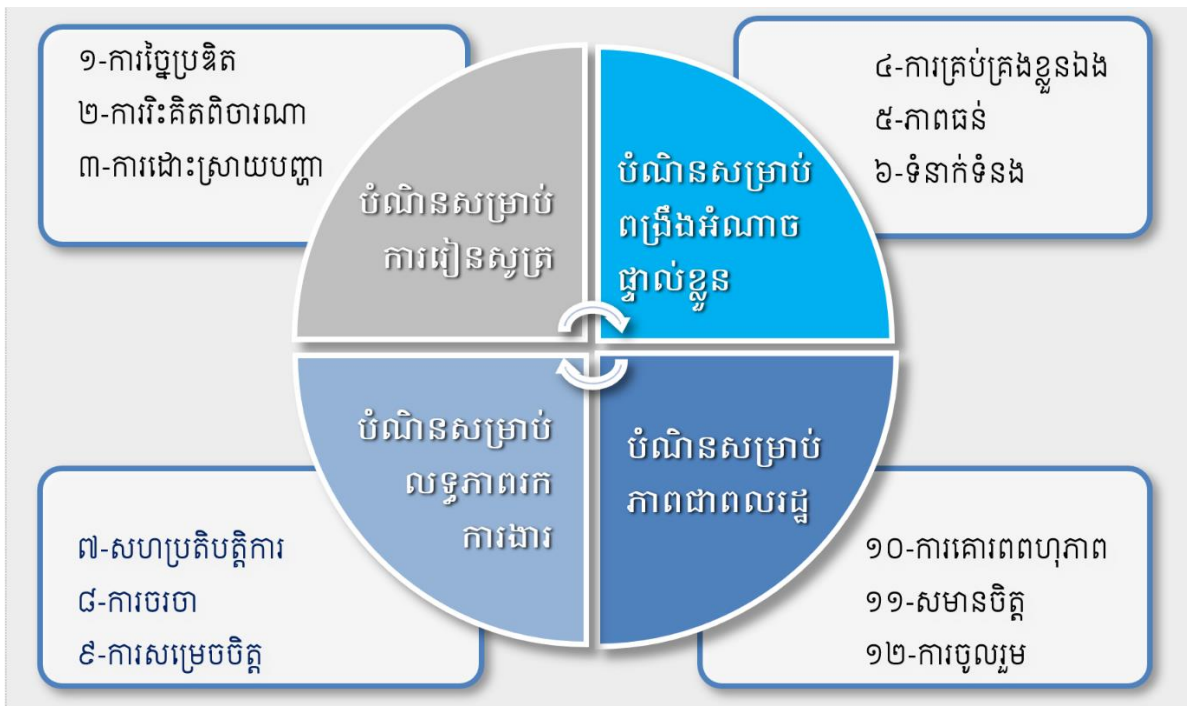 ១-ការច្នៃប្រឌិត
២-ការរិះគិតពិចារណា
៣-ការដោះស្រាយបញ្ហា
បំណិនសម្រាប់
ការរៀនសូត្រ
បំណិនសម្រាប់
ពង្រឹងអំណាច
ផ្ទាល់ខ្លួន
៤-ការគ្រប់គ្រងខ្លួនឯង
៥-ភាពធន់
៦-ទំនាក់ទំនង
៧-សហប្រតិបត្តិការ
៨-ការចរចា
៩-ការសម្រេចចិត្ត
បំណិនសម្រាប់
លទ្ធភាពរក
ការងារ
បំណិនសម្រាប់
ភាពជាពលរដ្ឋ
១០-ការគោរពពហុភាព
១១-សមានចិត្ត
១២-ការចូលរួម